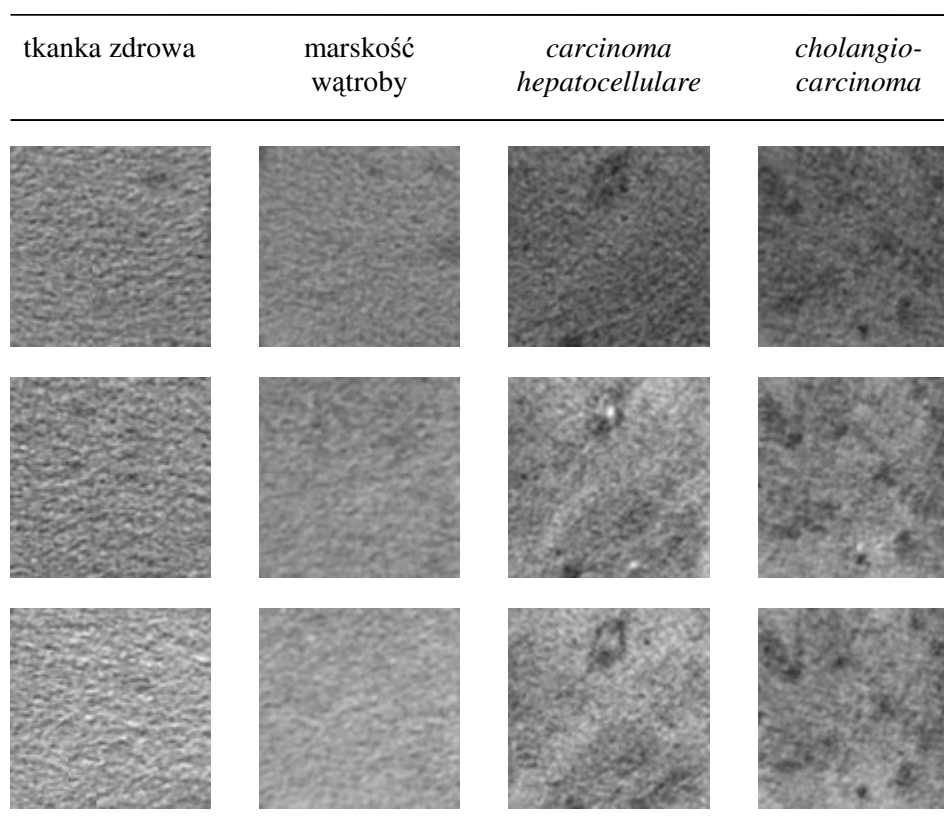 tkanka zdrowa
marskość
wątroby
carcinoma
hepatocellulare
cholangio-
carcinoma